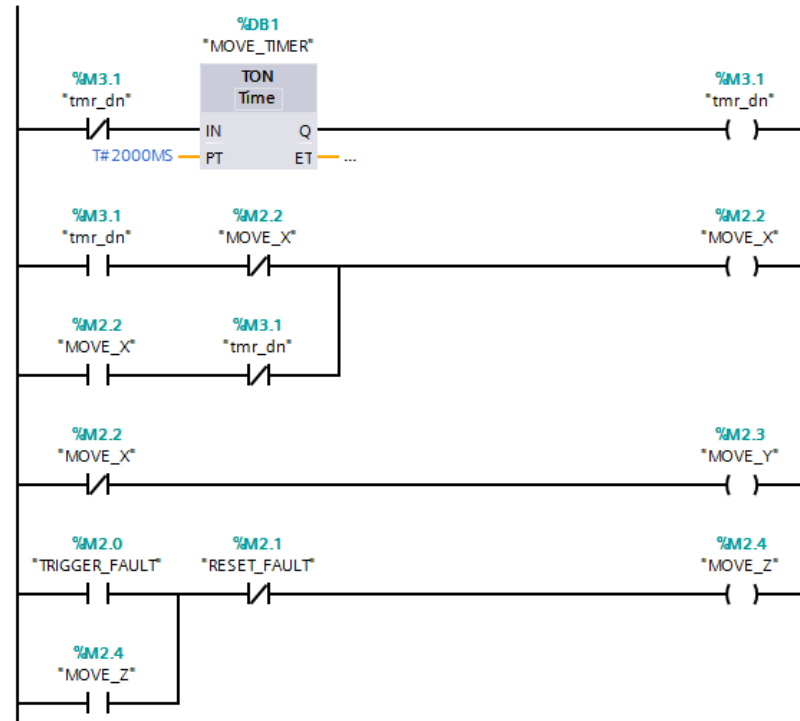 %DB1
"MOVE_TIMER"
%M3.1
"tmr_dn"
TON
Time
%M3.1
"tmr_dn"
IN
Q
T#2000MS
PT
ET
...
%M3.1
"tmr_dn"
%M2.2
"MOVE_X"
%M2.2
"MOVE_X"
%M2.2
"MOVE_X"
%M3.1
"tmr_dn"
%M2.2
"MOVE_X"
%M2.3
"MOVE_Y"
%M2.0
"TRIGGER_FAULT"
%M2.1
"RESET_FAULT"
%M2.4
"MOVE_Z"
%M2.4
"MOVE_Z"